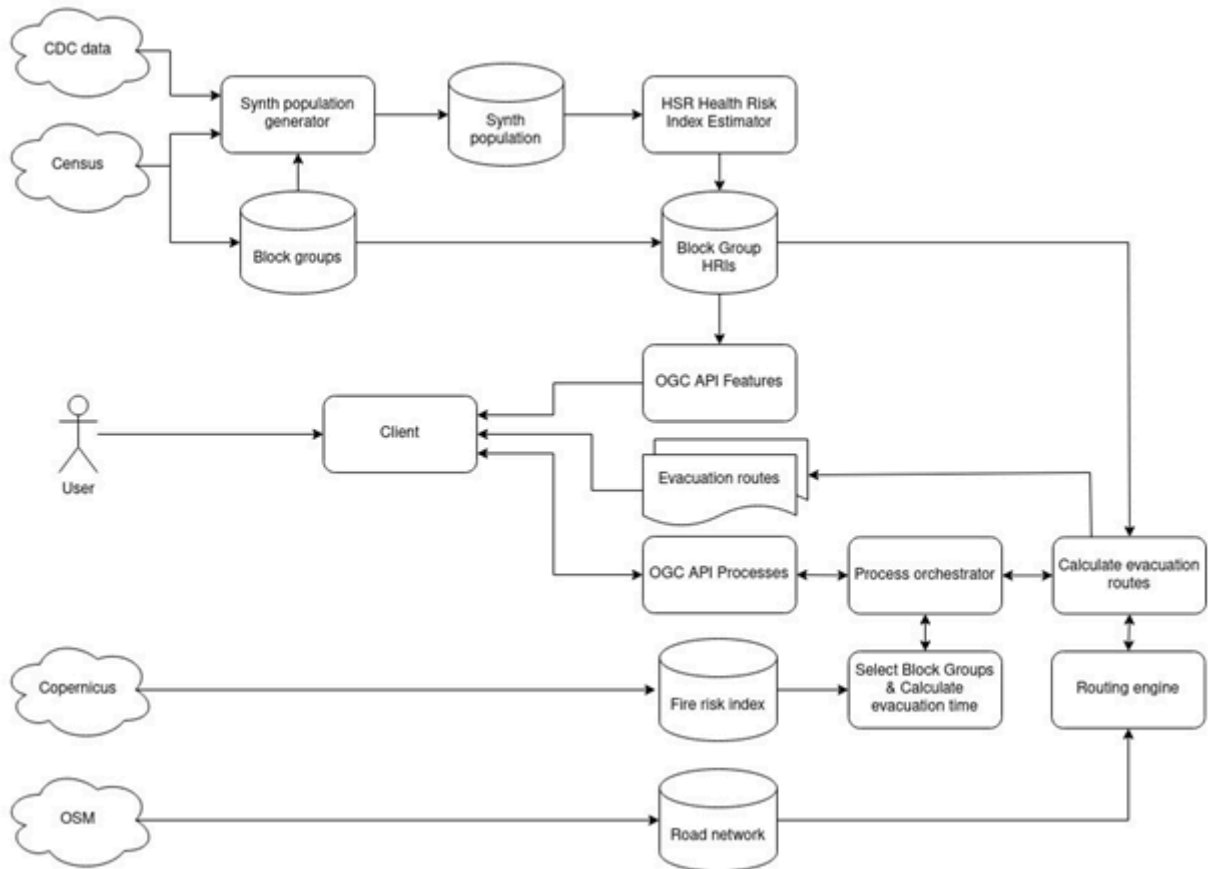 CDC data
Synth population
generator
Synth
population
HSR Health Risk
Index Estimator
Census
Block groups
Block Group
HRIs
OGC API Features
Client
User
Evacuation routes
OGC API Processes
Process orchestrator
Calculate evacuation
routes
Copernicus
Fire risk index
Select Block Groups
& Calculate
evacuation time
Routing engine
OSM
Road network